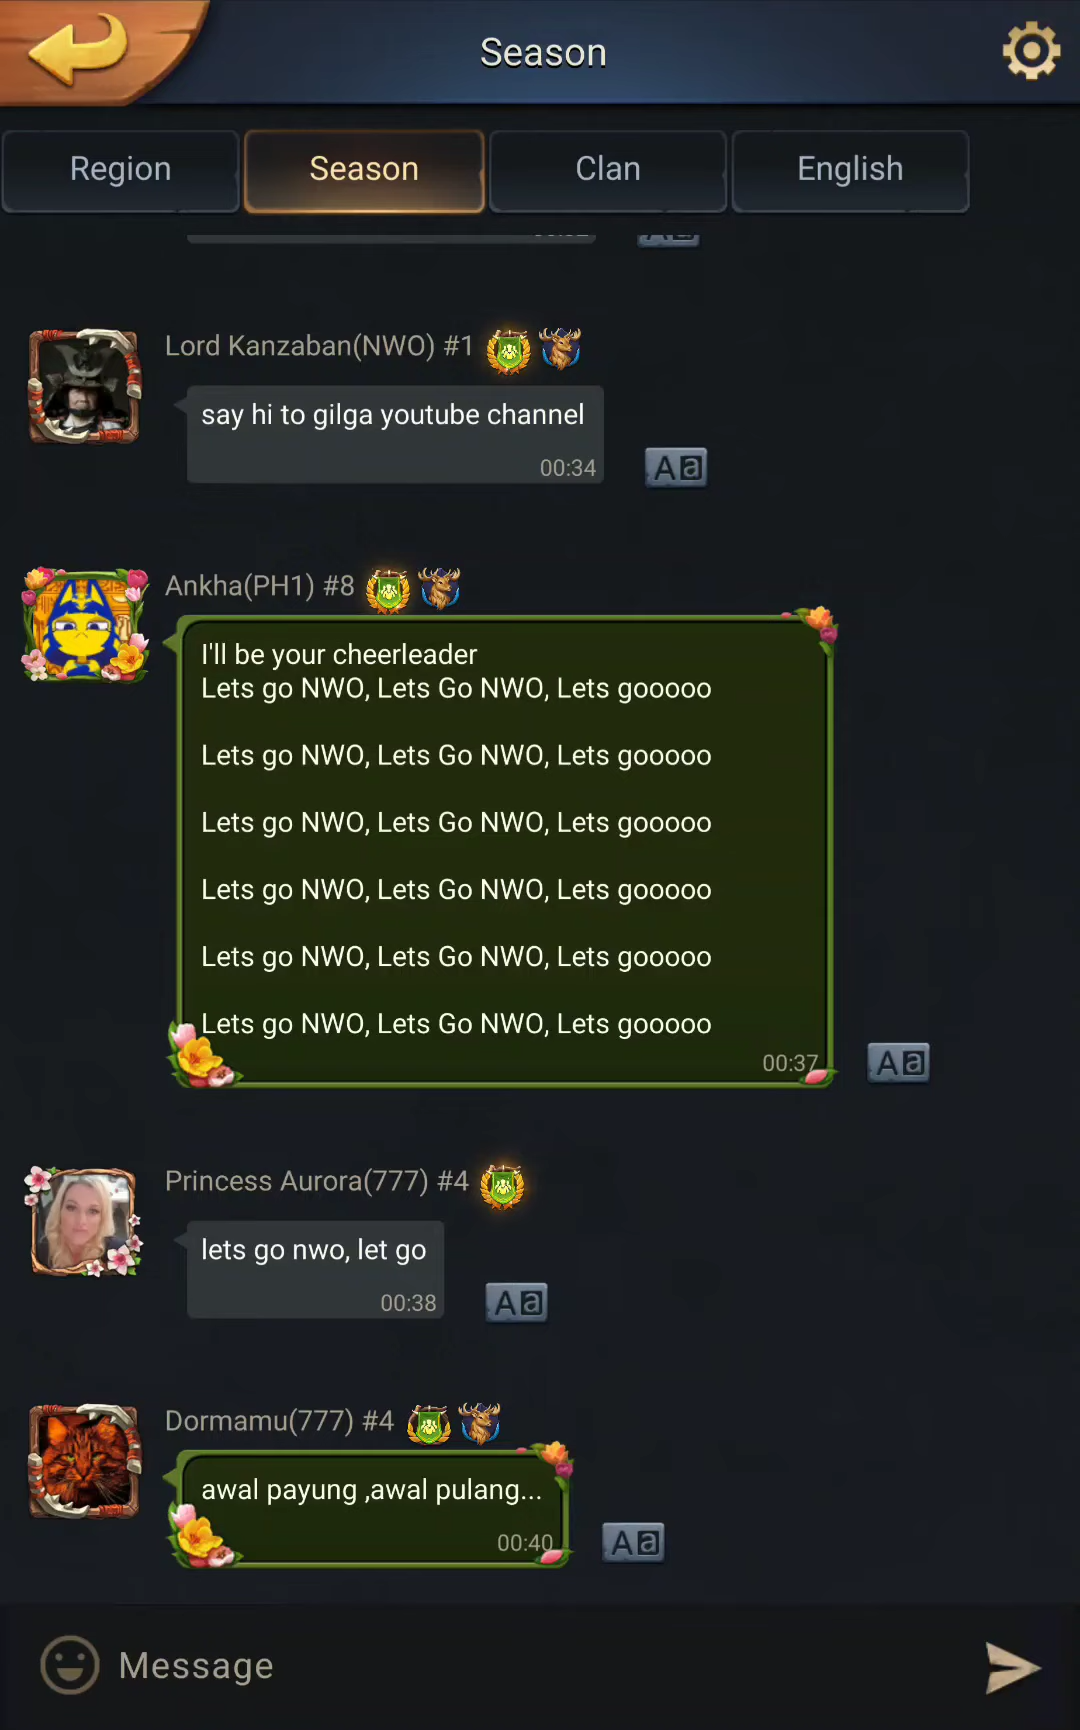 Season
Region
Season
Clan
English
Lord Kanzaban(NWO) #1
say hi to gilga youtube channel
00:34
Aa
Ankha(PH1) #8
I'll be your cheerleader
Lets go NWO, Lets Go NWO, Lets gooooo
Lets go NWO, Lets Go NWO, Lets gooooo
Lets go NWO, Lets Go NWO, Lets gooooo
Lets go NWO, Lets Go NWO, Lets gooooo
Lets go NWO, Lets Go NWO, Lets gooooo
Lets go NWO, Lets Go NWO, Lets gooooo
00:37
Aa
Princess Aurora(777) #4
lets go nwo, let go
00:38
Aa
Dormamu(777) #4
awal payung ,awal pulang...
00:40
Aa
Message